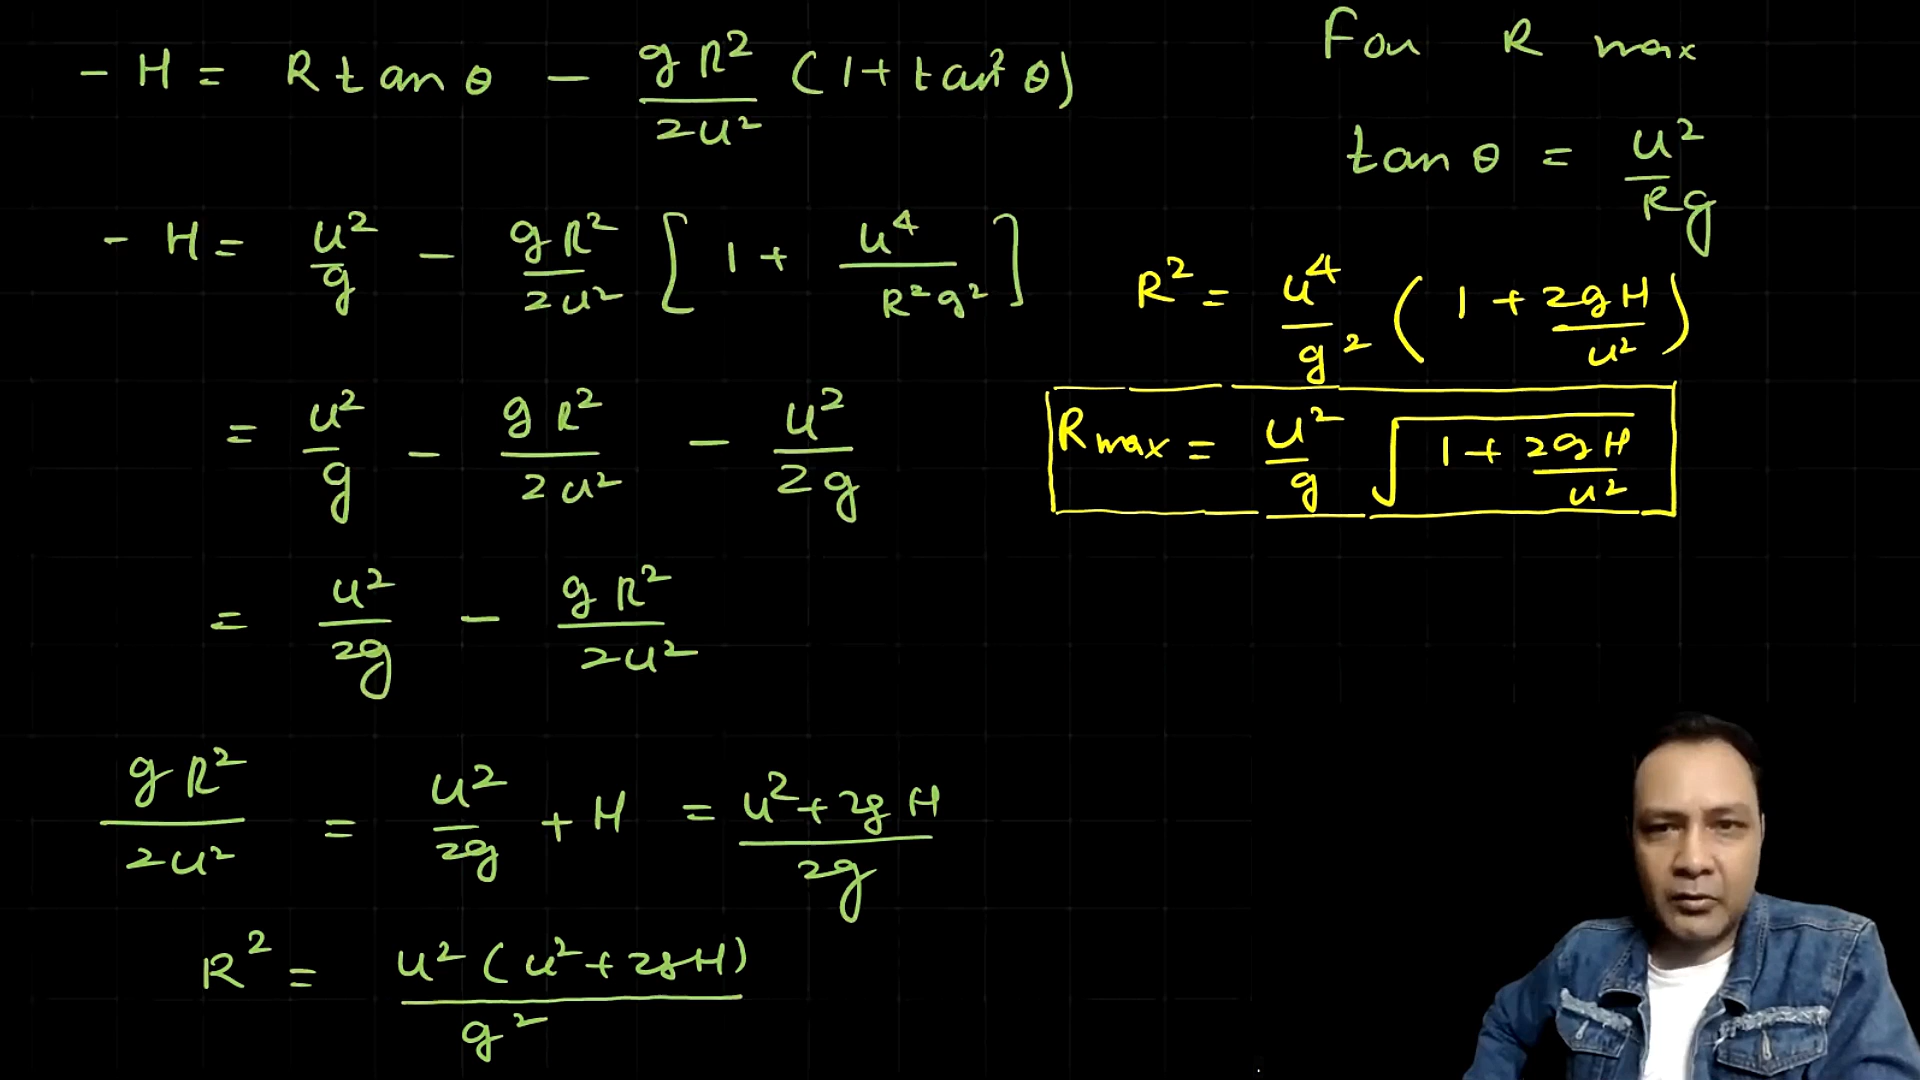 - H = R tan θ - gR²/2u² (1 + tan² θ)
- H = u²/g - gR²/2u² [1 + u⁴/R²g²]
= u²/g - gR²/2u² - u²/2g
= u²/2g - gR²/2u²
gR²/2u² = u²/2g + H = u² + 2gH/2g
R² = u²(u² + 2gH)/g²
For R max
tan θ = u²/Rg
R² = u⁴/g² (1 + 2gH/u²)
Rmax = u²/g √(1 + 2gH/u²)